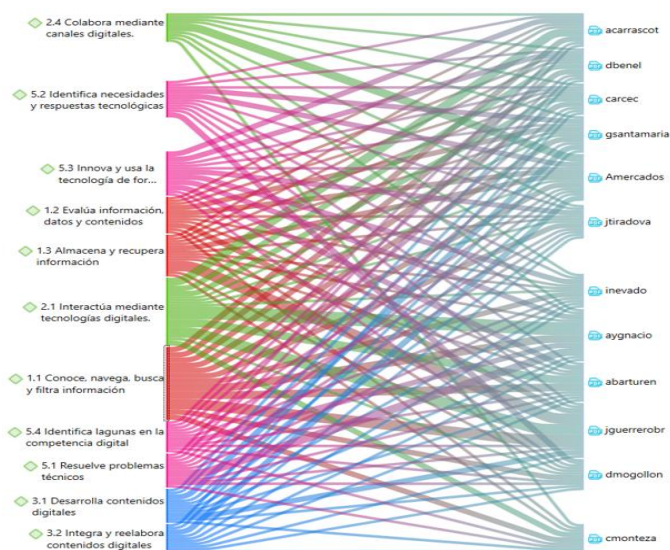 2.4 Colabora mediante
canales digitales.
5.2 Identifica necesidades
y respuestas tecnológicas
5.3 Innova y usa la
tecnología de for...
1.2 Evalúa información,
datos y contenidos
1.3 Almacena y recupera
información
2.1 Interactúa mediante
tecnologías digitales.
1.1 Conoce, navega, busca
y filtra información
5.4 Identifica lagunas en la
competencia digital
5.1 Resuelve problemas
técnicos
3.1 Desarrolla contenidos
digitales
3.2 Integra y reelabora
contenidos digitales
acarrascot
dbenel
carcec
gsantamaria
Amercados
jtiradova
inevado
aygnacio
abarturen
jguerrerobr
dmogollon
cmonteza